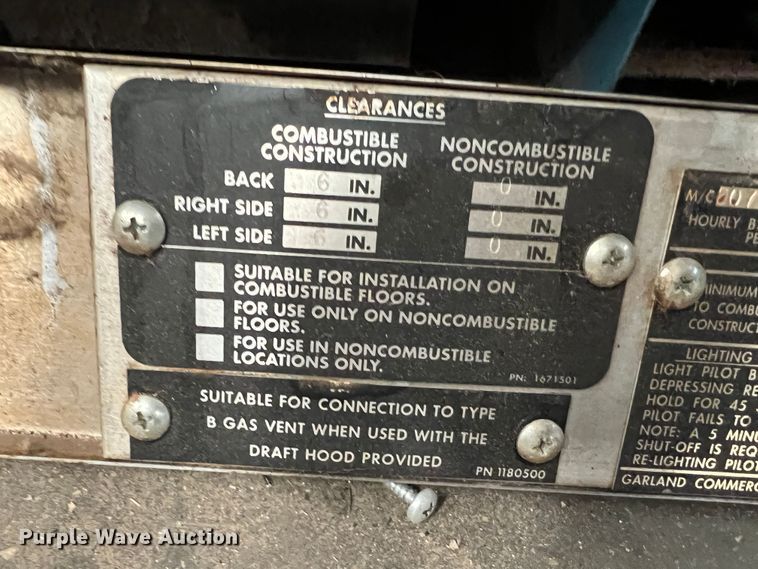 CLEARANCES
COMBUSTIBLE CONSTRUCTION
NONCOMBUSTIBLE CONSTRUCTION
BACK 6 IN. 0 IN.
RIGHT SIDE 6 IN. 0 IN.
LEFT SIDE 6 IN. 0 IN.
SUITABLE FOR INSTALLATION ON
COMBUSTIBLE FLOORS.
FOR USE ONLY ON NONCOMBUSTIBLE
FLOORS.
FOR USE IN NONCOMBUSTIBLE
LOCATIONS ONLY.
PN: 1671501
SUITABLE FOR CONNECTION TO TYPE
B GAS VENT WHEN USED WITH THE
DRAFT HOOD PROVIDED
PN 1180500
M/C
HOURLY
MINIMUM
TO
LIGHTING
LIGHT PILOT
DEPRESSING
HOLD FOR 45
PILOT FAILS TO
NOTE: A 5
SHUT-OFF IS
RE-LIGHTING
GARLAND
Purple Wave Auction